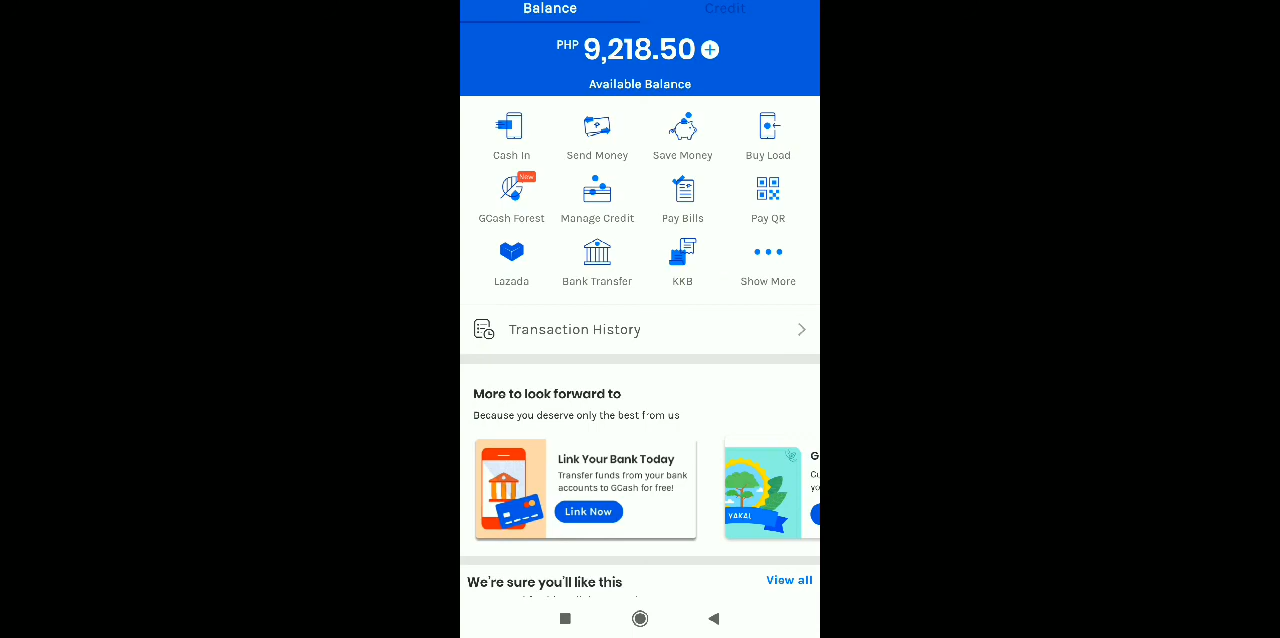 Balance Credit
PHP 9,218.50
Available Balance
Cash In Send Money Save Money Buy Load
New
GCash Forest Manage Credit Pay Bills Pay QR
Lazada Bank Transfer KKB Show More
Transaction History
More to look forward to
Because you deserve only the best from us
Link Your Bank Today
Transfer funds from your bank
accounts to GCash for free!
Link Now
YAKAL
We're sure you'll like this View all